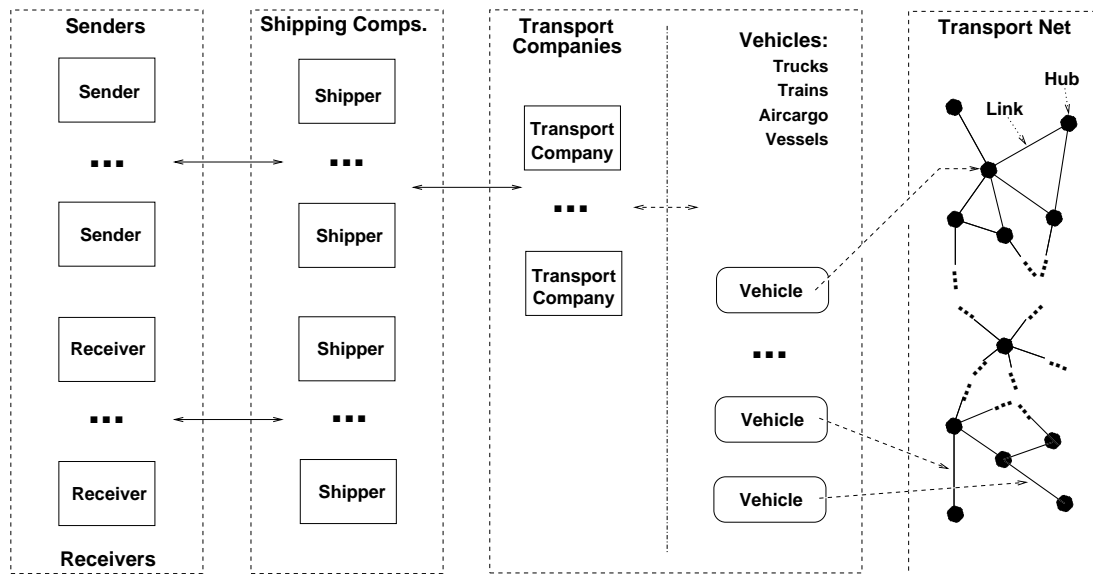 Senders
Sender
...
Sender
Receiver
...
Receiver
Receivers
Shipping Comps.
Shipper
...
Shipper
Shipper
...
Shipper
Transport
Companies
Transport
Company
...
Transport
Company
Vehicles:
Trucks
Trains
Aircargo
Vessels
Vehicle
...
Vehicle
Vehicle
Transport Net
Hub
Link